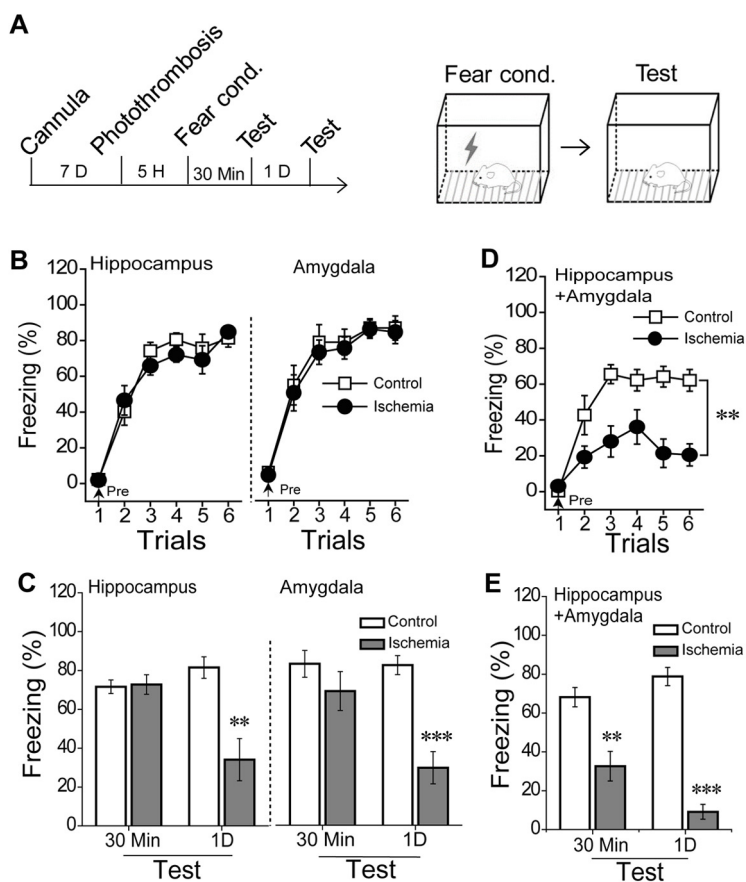 A
Cannula
Photothrombosis
Fear cond.
Test
Test
7 D
5 H
30 Min
1 D
Fear cond.
Test
B
Hippocampus
Amygdala
Freezing (%)
120
100
80
60
40
20
0
Control
Ischemia
Pre
Pre
1 2 3 4 5 6
1 2 3 4 5 6
Trials
Trials
D
Hippocampus
+Amygdala
Freezing (%)
120
100
80
60
40
20
0
Control
Ischemia
**
Pre
1 2 3 4 5 6
Trials
C
Hippocampus
Amygdala
Freezing (%)
120
100
80
60
40
60
80
Control
Ischemia
**
***
30 Min 1D
30 Min 1D
Test
Test
E
Hippocampus
+Amygdala
Freezing (%)
120
100
80
60
40
60
80
Control
Ischemia
**
***
30 Min 1D
Test